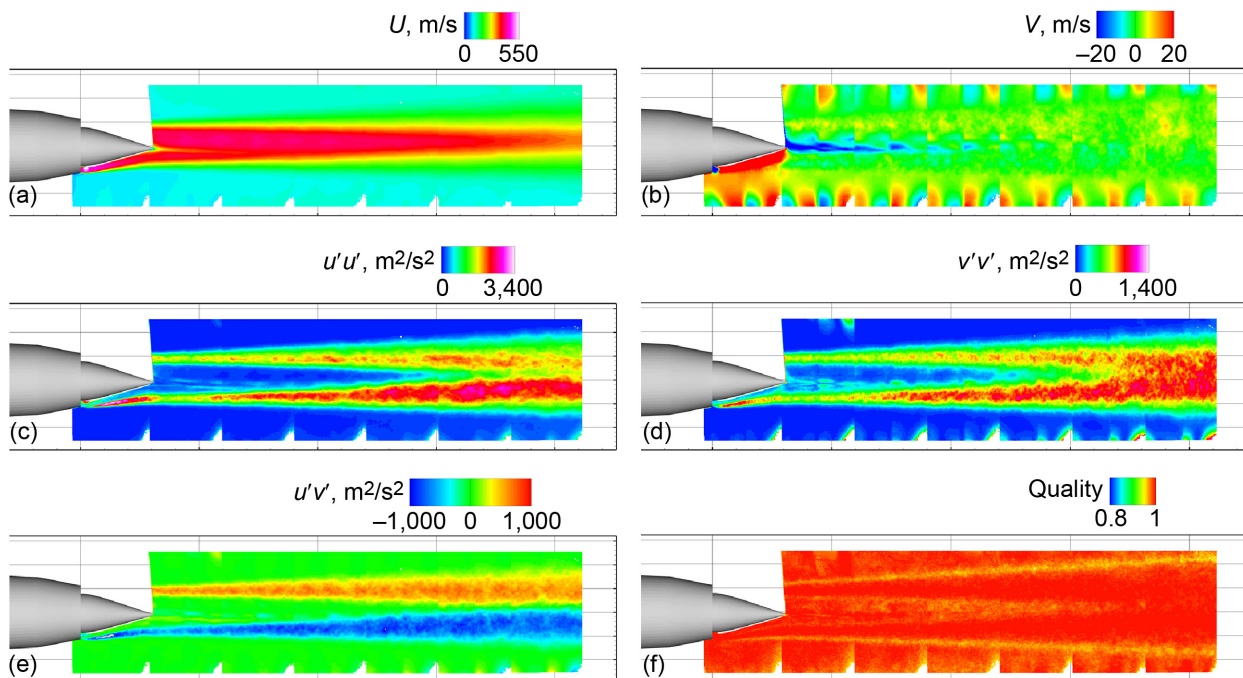 U, m/s
0 550
V, m/s
–20 0 20
(a)
(b)
u′u′, m2/s2
0 3,400
v′v′, m2/s2
0 1,400
(c)
(d)
u′v′, m2/s2
–1,000 0 1,000
Quality
0.8 1
(e)
(f)